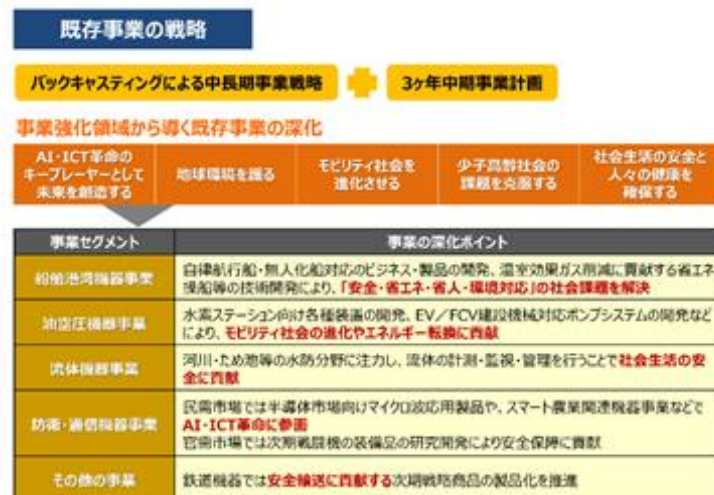 既存事業の戦略
バックキャスティングによる中長期事業戦略
3ヶ年中期事業計画
事業強化領域から導く既存事業の深化
AI・ICT革命の
キープレーヤーとして
未来を創造する
地球環境を護る
モビリティ社会を
進化させる
少子高齢社会の
課題を克服する
社会生活の安全と
人々の健康を
確保する
事業セグメント
事業の深化ポイント
船舶港湾機器事業
自律航行船・無人化船対応のビジネス・製品の開発、温室効果ガス削減に貢献する省エネ
操船等の技術開発により、「安全・省エネ・省人・環境対応」の社会課題を解決
油空圧機器事業
水素ステーション向け各種装置の開発、EV/FCV建設機械対応ポンプシステムの開発など
により、モビリティ社会の進化やエネルギー転換に貢献
流体機器事業
河川・ため池等の水防分野に注力し、流体の計測・監視・管理を行うことで社会生活の安
全に貢献
防衛・通信機器事業
民需市場では半導体市場向けマイクロ波応用製品や、スマート農業関連機器事業などで
AI・ICT革命に参画
官需市場では次期戦闘機の装備品の研究開発により安全保障に貢献
その他の事業
鉄道機器では安全輸送に貢献する次期戦略商品の製品化を推進